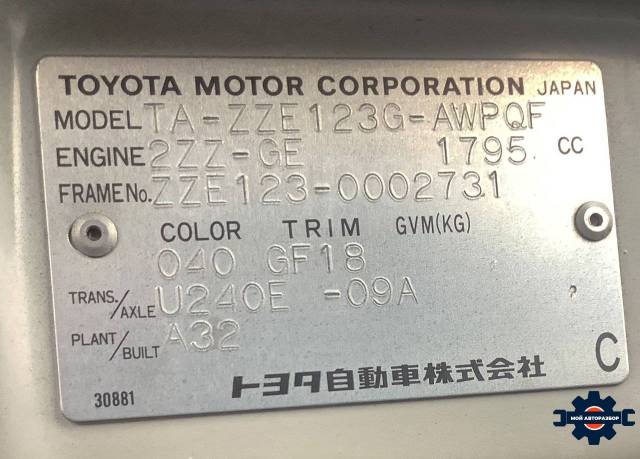 TOYOTA MOTOR CORPORATION JAPAN
MODEL TA-ZZE123G-AWPQF
ENGINE 2ZZ-GE 1795 CC
FRAME No. ZZE123-0002731
COLOR TRIM GVM(KG)
040 GF18
TRANS./AXLE U240E -09A
PLANT/BUILT A32
C
トヨタ自動車株式会社
30881
МОЙ АВТОРАЗБОР